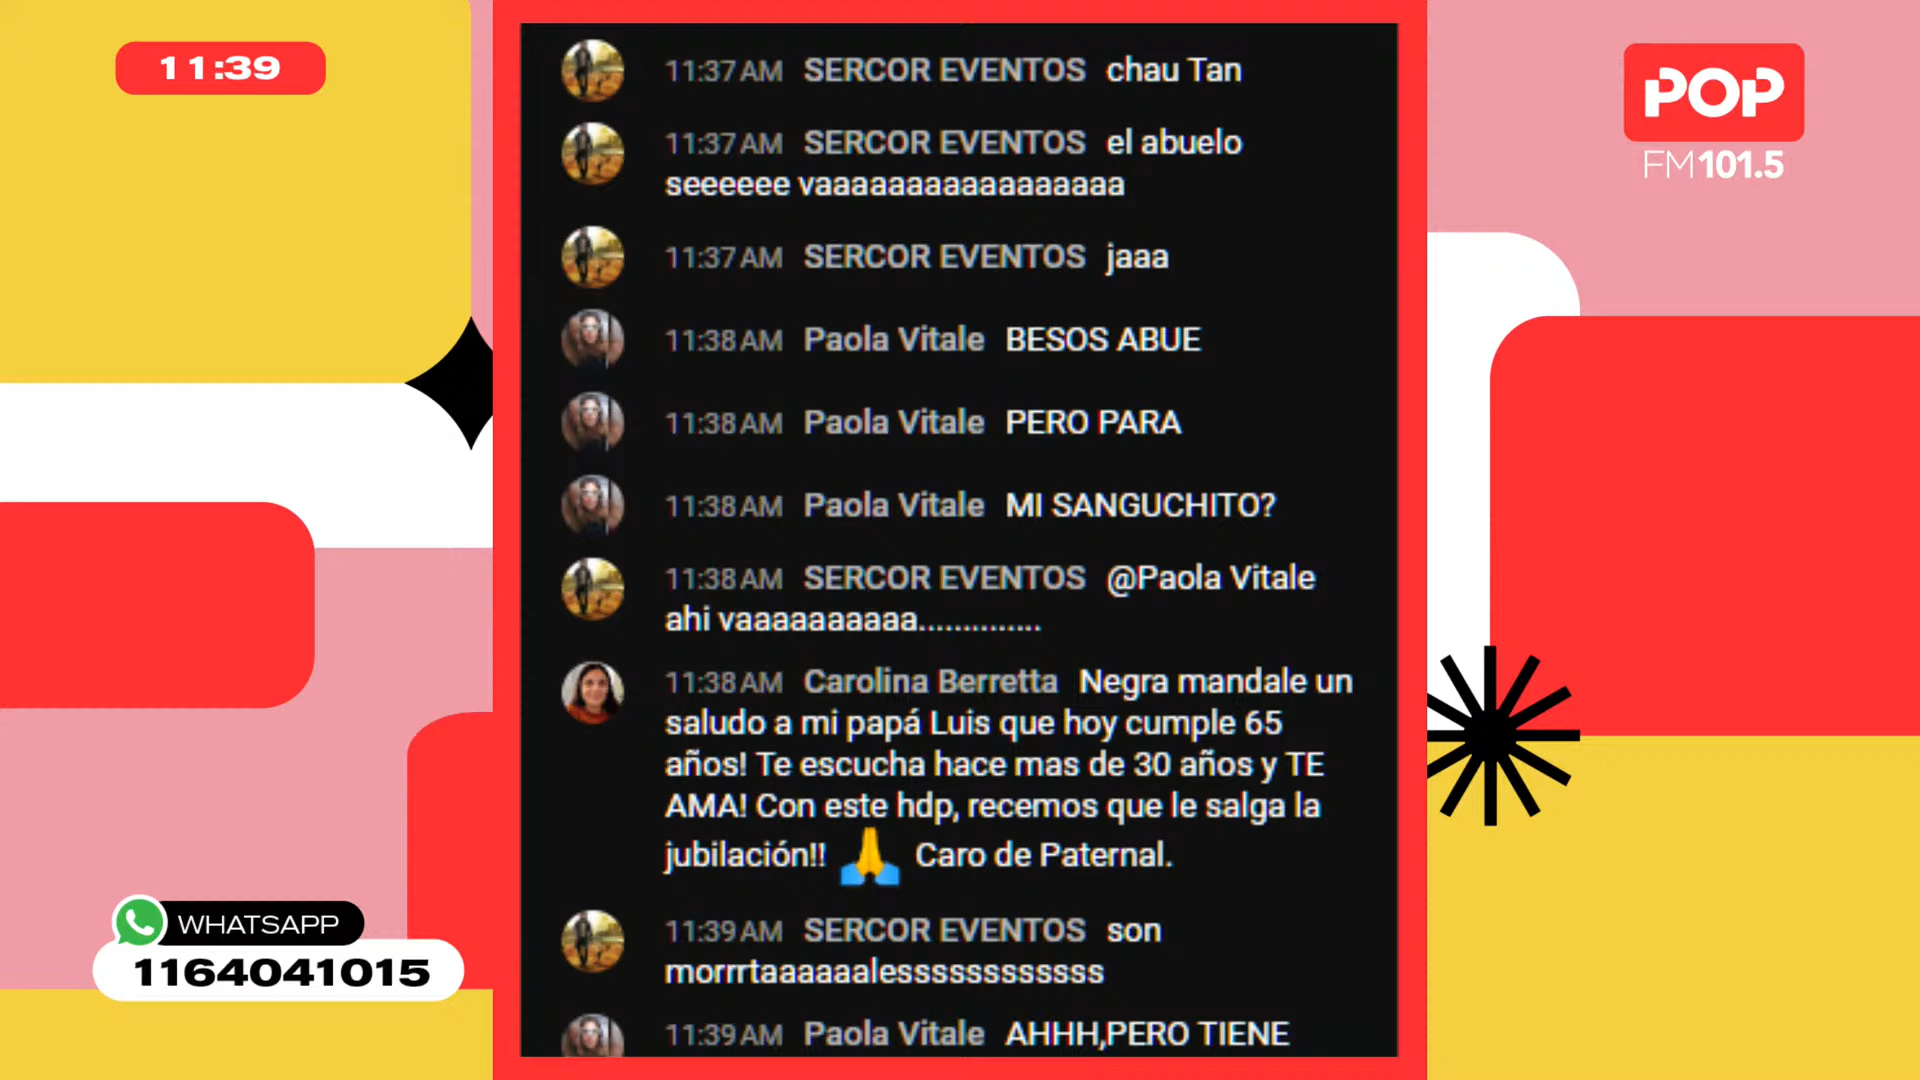 11:39
POP
FM101.5
11:37 AM SERCOR EVENTOS chau Tan
11:37 AM SERCOR EVENTOS el abuelo
seeeeee vaaaaaaaaaaaaaaaaa
11:37 AM SERCOR EVENTOS jaaa
11:38 AM Paola Vitale BESOS ABUE
11:38 AM Paola Vitale PERO PARA
11:38 AM Paola Vitale MI SANGUCHITO?
11:38 AM SERCOR EVENTOS @Paola Vitale
ahi vaaaaaaaaaa..............
11:38 AM Carolina Berretta Negra mandale un
saludo a mi papá Luis que hoy cumple 65
años! Te escucha hace mas de 30 años y TE
AMA! Con este hdp, recemos que le salga la
jubilación!! 🙏 Caro de Paternal.
11:39 AM SERCOR EVENTOS son
morrrtaaaaaalessssssssssss
11:39 AM Paola Vitale AHHH,PERO TIENE
WHATSAPP
1164041015